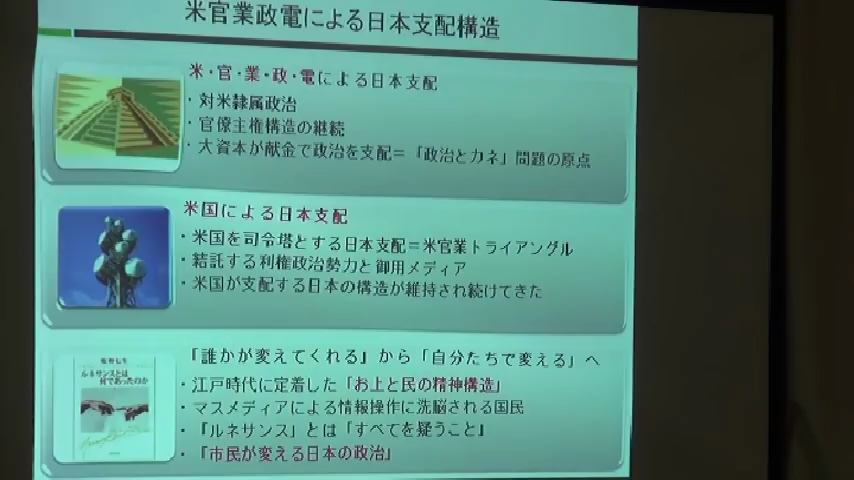 米官業政電による日本支配構造
米・官・業・政・電による日本支配
・対米隷属政治
・官僚主権構造の継続
・大資本が献金で政治を支配＝「政治とカネ」問題の原点
米国による日本支配
・米国を司令塔とする日本支配＝米官業トライアングル
・結託する利権政治勢力と御用メディア
・米国が支配する日本の構造が維持され続けてきた
「誰かが変えてくれる」から「自分たちで変える」へ
・江戸時代に定着した「お上と民の精神構造」
・マスメディアによる情報操作に洗脳される国民
・「ルネサンス」とは「すべてを疑うこと」
・「市民が変える日本の政治」
ルネサンスとは
何であったのか